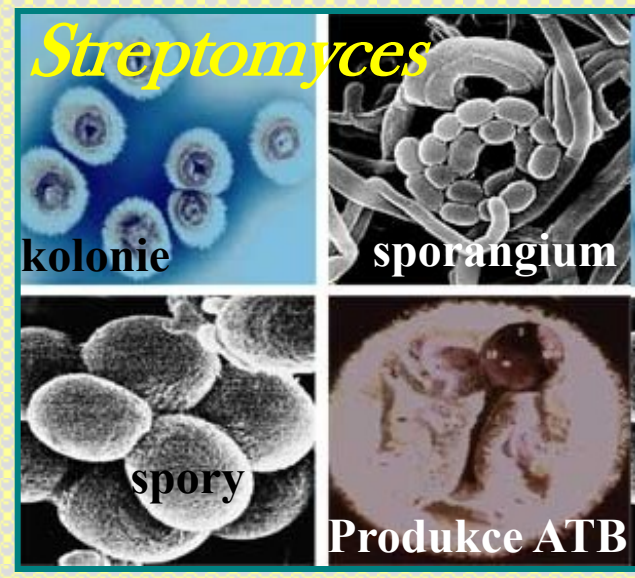 Streptomyces
kolonie
sporangium
spory
Produkce ATB